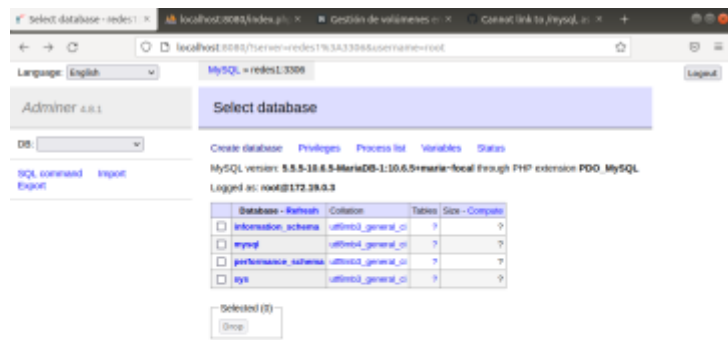 Select database - redes1
localhost:8080/index.ph
Gestión de volúmenes en
Cannot link to /mysql, as
localhost:8080/?server=redes1%3A3306&username=root
Language: English
MySQL » redes1:3306
Logout
Adminer 4.8.1
Select database
DB:
SQL command Import
Export
Create database Privileges Process list Variables Status
MySQL version: 5.5.5-10.6.5-MariaDB-1:10.6.5+maria~focal through PHP extension PDO_MySQL
Logged as: root@172.19.0.3
Database - Refresh Collation Tables Size - Compute
information_schema utf8mb3_general_ci ? ?
mysql utf8mb4_general_ci ? ?
performance_schema utf8mb3_general_ci ? ?
sys utf8mb3_general_ci ? ?
Selected (0)
Drop